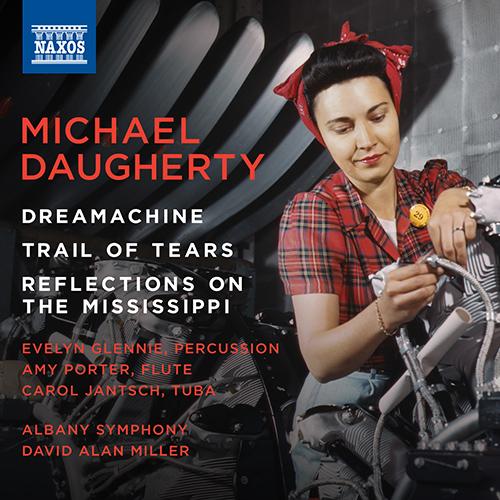 NAXOS
MICHAEL
DAUGHERTY
DREAMACHINE
TRAIL OF TEARS
REFLECTIONS ON
THE MISSISSIPPI
EVELYN GLENNIE, PERCUSSION
AMY PORTER, FLUTE
CAROL JANTSCH, TUBA
ALBANY SYMPHONY
DAVID ALAN MILLER
29